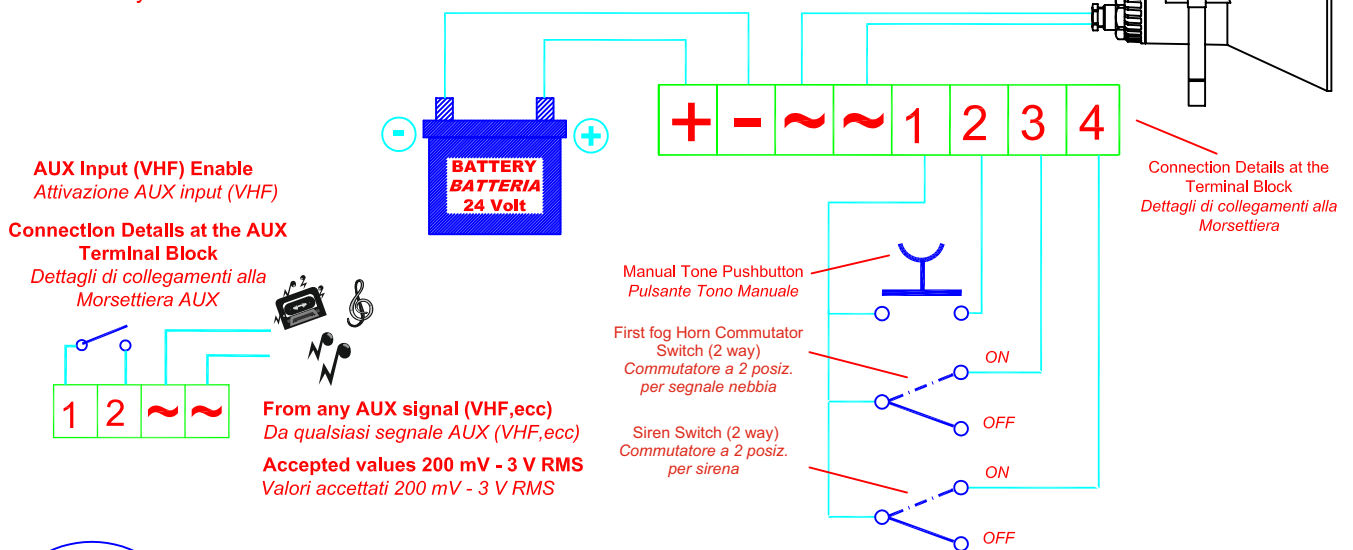 + - ~ ~ 1 2 3 4
- +
BATTERY
BATTERIA
24 Volt
Connection Details at the
Terminal Block
Dettagli di collegamenti alla
Morsettiera
AUX Input (VHF) Enable
Attivazione AUX input (VHF)
Connection Details at the AUX
Terminal Block
Dettagli di collegamenti alla
Morsettiera AUX
1 2 ~ ~
From any AUX signal (VHF,ecc)
Da qualsiasi segnale AUX (VHF,ecc)
Accepted values 200 mV - 3 V RMS
Valori accettati 200 mV - 3 V RMS
Manual Tone Pushbutton
Pulsante Tono Manuale
First fog Horn Commutator
Switch (2 way)
Commutatore a 2 posiz.
per segnale nebbia
ON
OFF
Siren Switch (2 way)
Commutatore a 2 posiz.
per sirena
ON
OFF